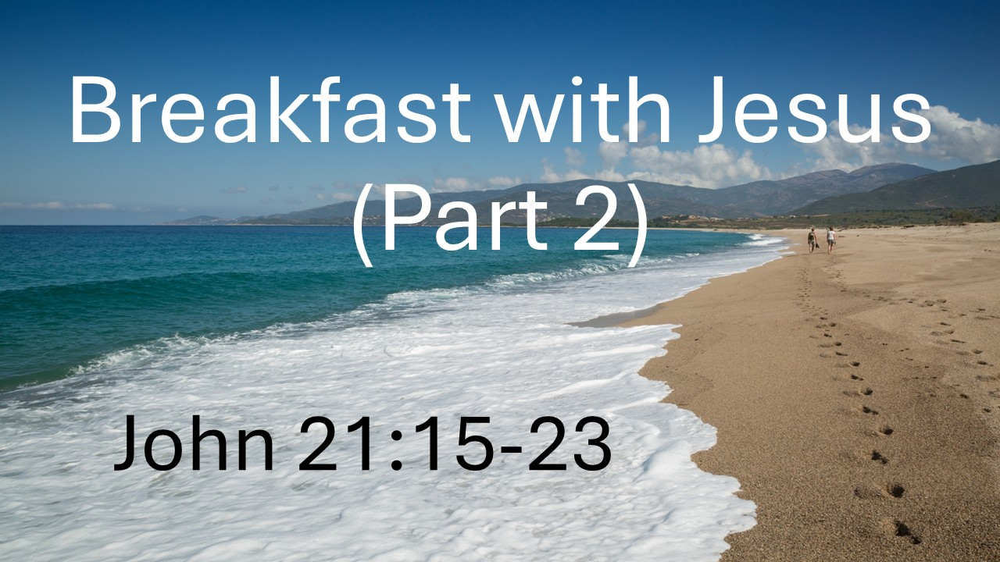 Breakfast with Jesus
(Part 2)
John 21:15-23